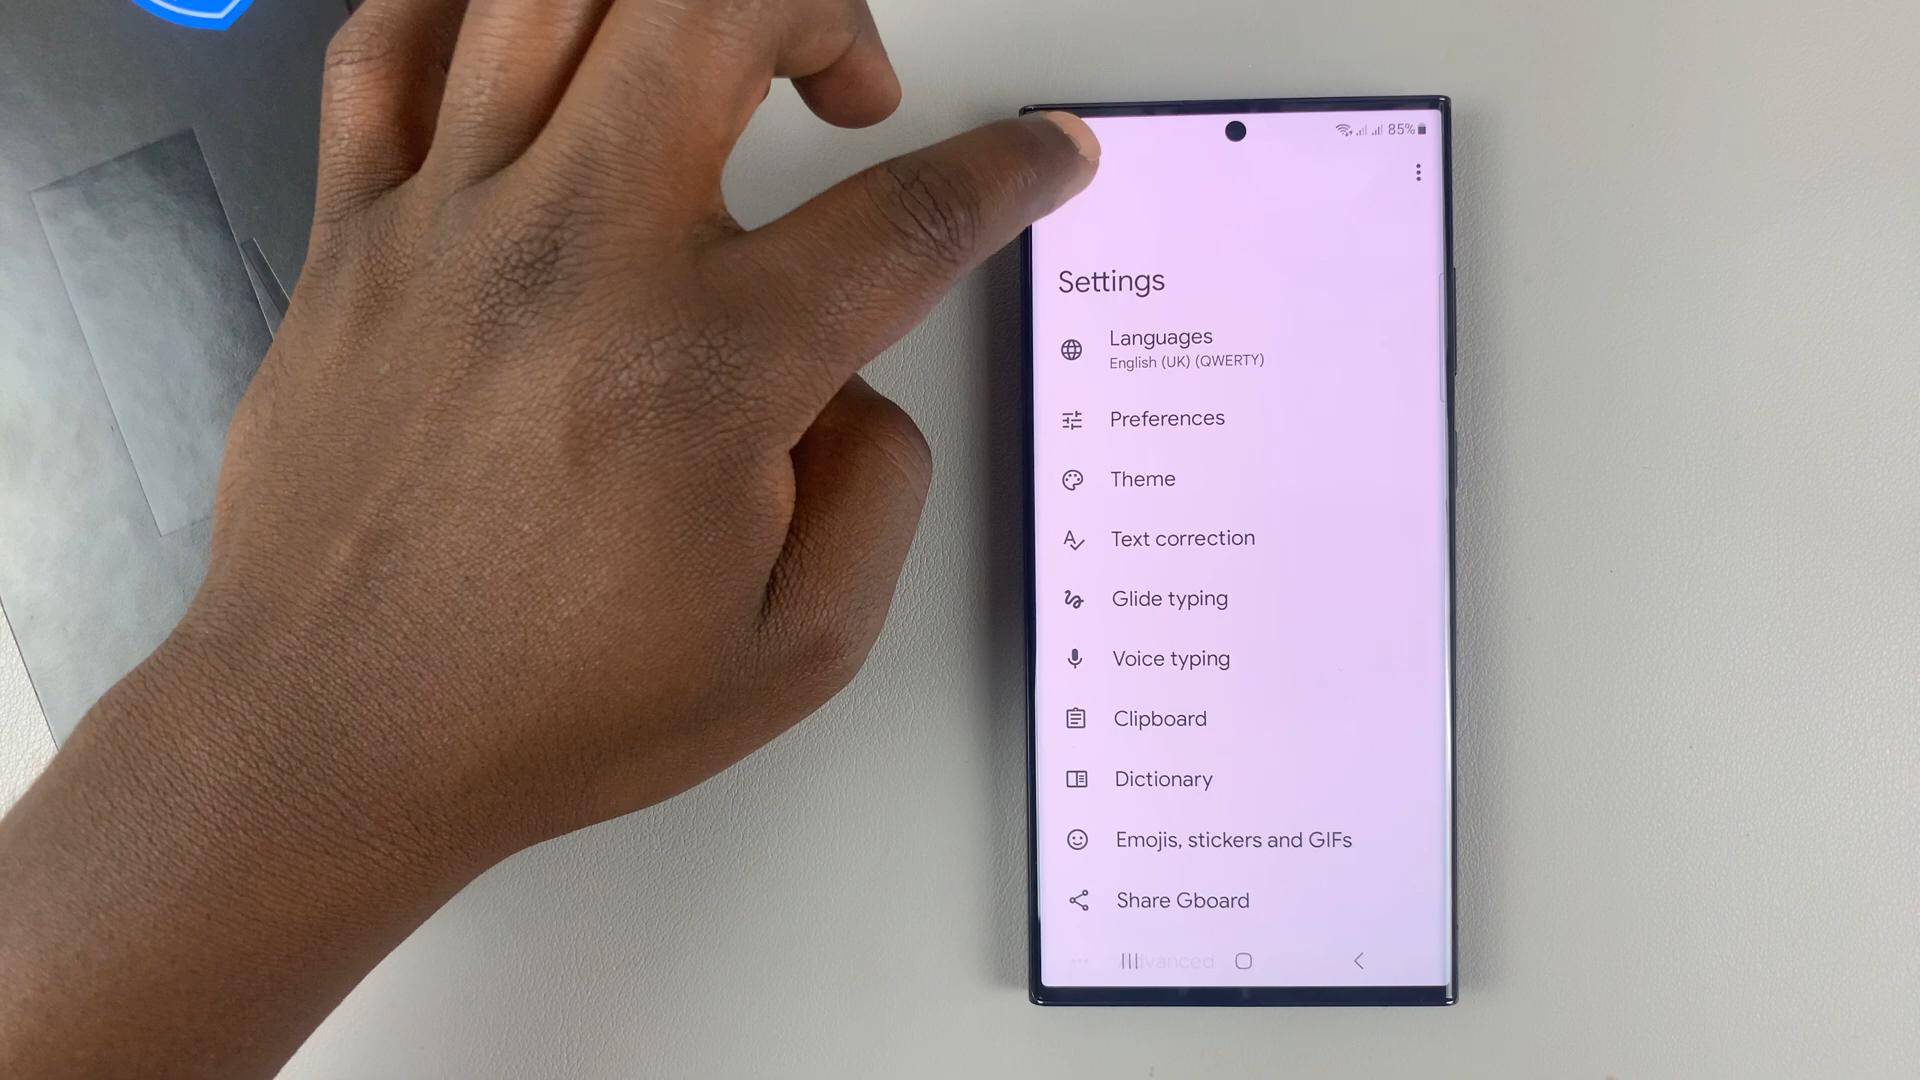 85%
Settings
Languages
English (UK) (QWERTY)
Preferences
Theme
Text correction
Glide typing
Voice typing
Clipboard
Dictionary
Emojis, stickers and GIFs
Share Gboard
Advanced